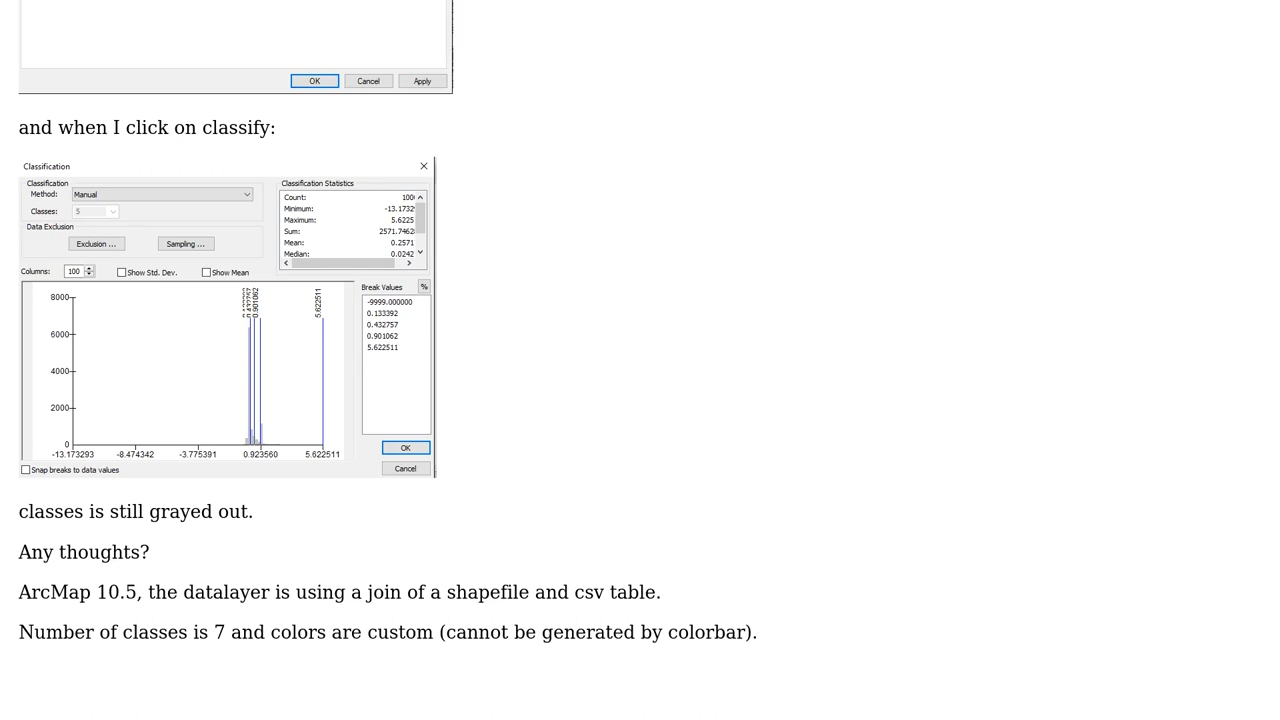 OK Cancel Apply
and when I click on classify:
Classification
Classification
Method: Manual
Classes: 5
Data Exclusion
Exclusion ... Sampling ...
Classification Statistics
Count: 100
Minimum: -13.1732
Maximum: 5.6225
Sum: 2571.7462
Mean: 0.2571
Median: 0.0242
Columns: 100 Show Std. Dev. Show Mean
Break Values %
-9999.000000
0.133392
0.432757
0.901062
5.622511
8000
6000
4000
2000
0
0.901062
5.622511
-13.173293 -8.474342 -3.775391 0.923560 5.622511
Snap breaks to data values
OK
Cancel
classes is still grayed out.
Any thoughts?
ArcMap 10.5, the datalayer is using a join of a shapefile and csv table.
Number of classes is 7 and colors are custom (cannot be generated by colorbar).